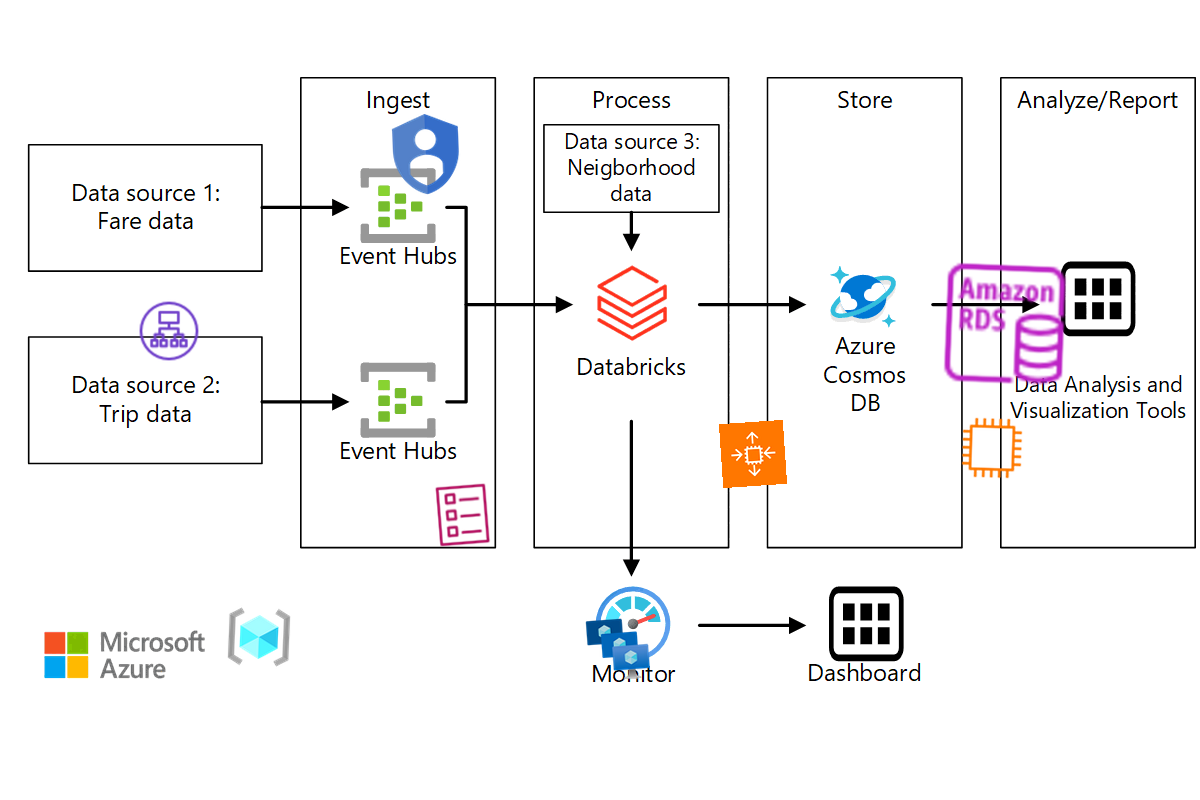 Ingest
Process
Store
Analyze/Report
Data source 1:
Fare data
Data source 3:
Neigborhood
data
Event Hubs
Amazon
RDS
Data source 2:
Trip data
Databricks
Azure
Cosmos
DB
Data Analysis and
Visualization Tools
Event Hubs
Microsoft
Azure
Monitor
Dashboard